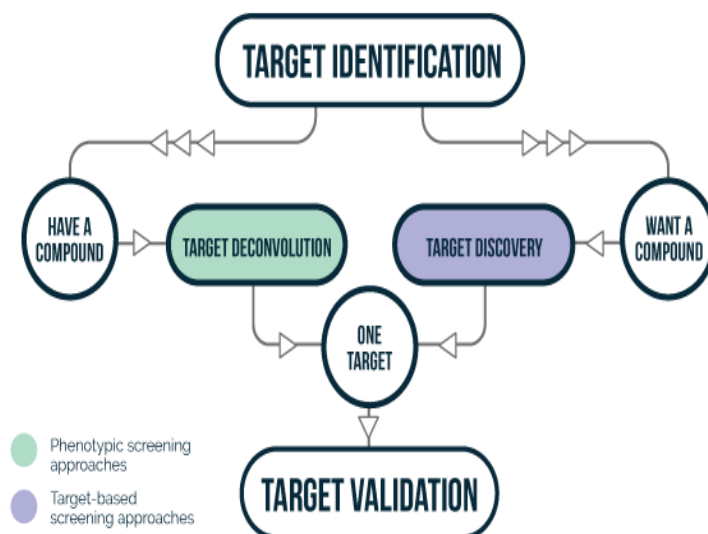 TARGET IDENTIFICATION
HAVE A
COMPOUND
TARGET DECONVOLUTION
TARGET DISCOVERY
WANT A
COMPOUND
ONE
TARGET
TARGET VALIDATION
Phenotypic screening
approaches
Target-based
screening approaches